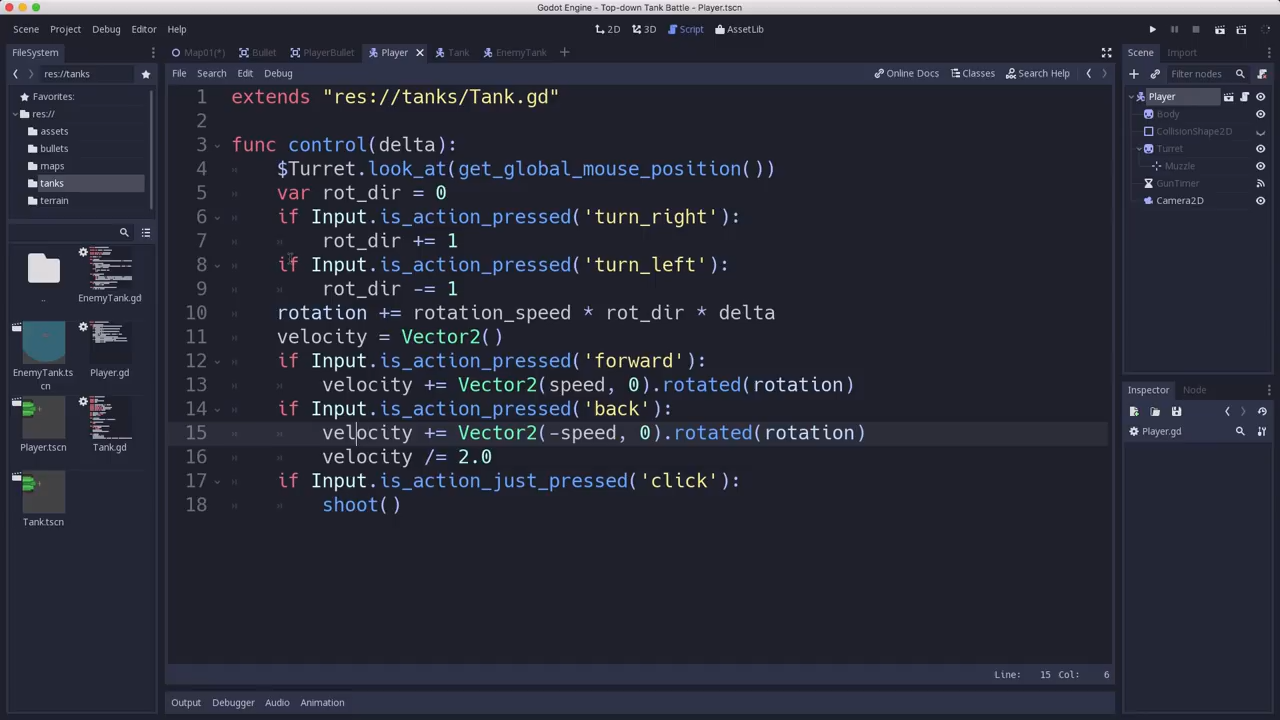 Godot Engine - Top-down Tank Battle - Player.tscn
Scene Project Debug Editor Help
2D 3D Script AssetLib
FileSystem
Map01(*) Bullet PlayerBullet Player Tank EnemyTank
Scene Import
res://tanks
File Search Edit Debug
Online Docs Classes Search Help
Filter nodes
Favorites:
res://
assets
bullets
maps
tanks
terrain
..
EnemyTank.gd
EnemyTank.ts
cn
Player.gd
Player.tscn
Tank.gd
Tank.tscn
1 extends "res://tanks/Tank.gd"
2
3 func control(delta):
4 $Turret.look_at(get_global_mouse_position())
5 var rot_dir = 0
6 if Input.is_action_pressed('turn_right'):
7 rot_dir += 1
8 if Input.is_action_pressed('turn_left'):
9 rot_dir -= 1
10 rotation += rotation_speed * rot_dir * delta
11 velocity = Vector2()
12 if Input.is_action_pressed('forward'):
13 velocity += Vector2(speed, 0).rotated(rotation)
14 if Input.is_action_pressed('back'):
15 velocity += Vector2(-speed, 0).rotated(rotation)
16 velocity /= 2.0
17 if Input.is_action_just_pressed('click'):
18 shoot()
Line: 15 Col: 6
Output Debugger Audio Animation
Player
Body
CollisionShape2D
Turret
Muzzle
GunTimer
Camera2D
Inspector Node
Player.gd